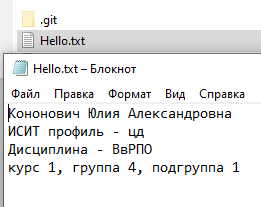 .git
Hello.txt
Hello.txt – Блокнот
Файл Правка Формат Вид Справка
Кононович Юлия Александровна
ИСИТ профиль - цд
Дисциплина - ВвРПО
курс 1, группа 4, подгруппа 1